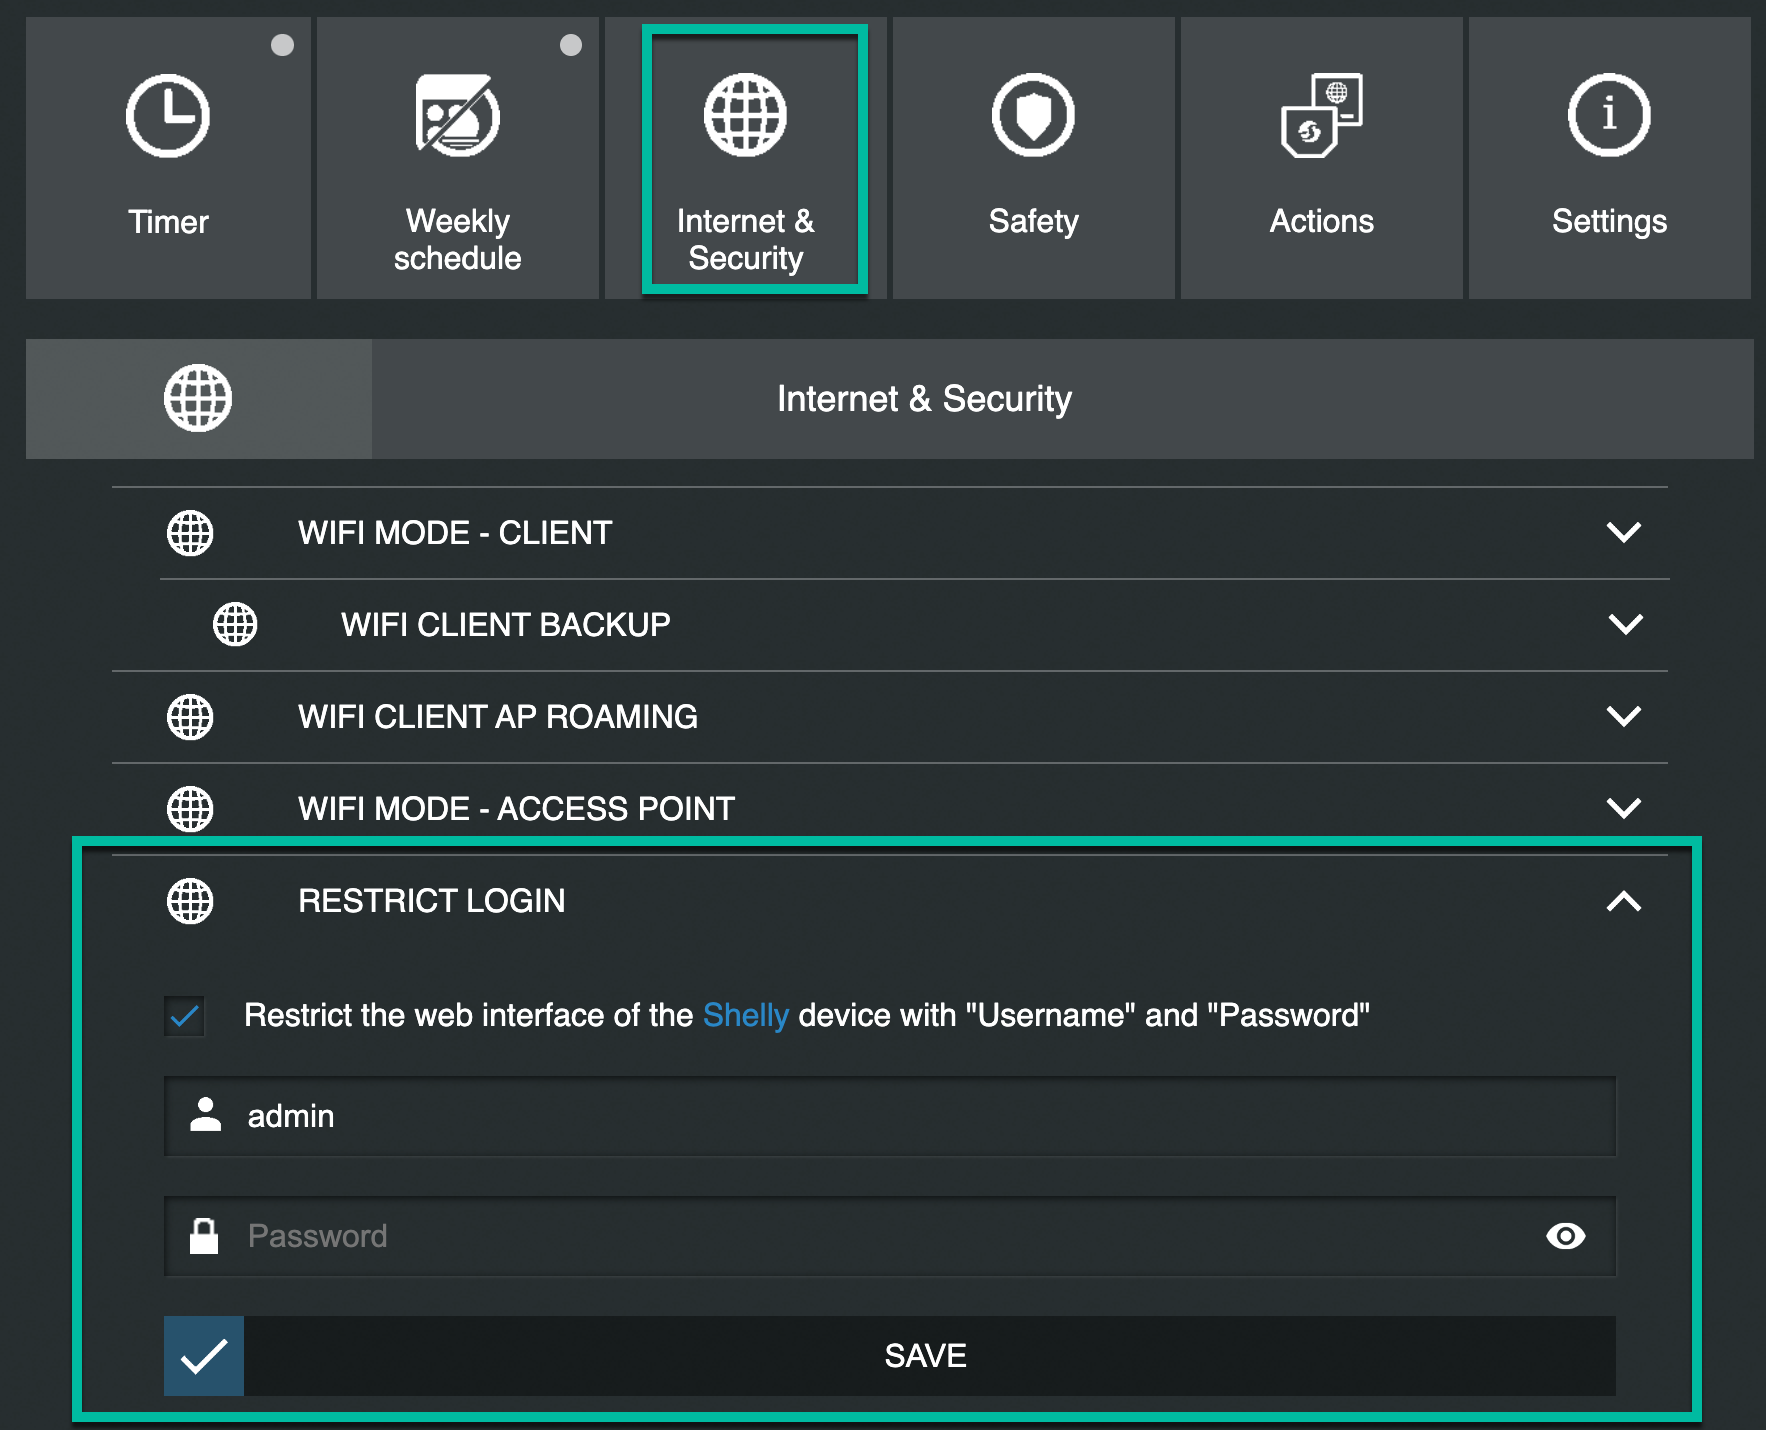 Timer
Weekly
schedule
Internet &
Security
Safety
Actions
Settings
Internet & Security
WIFI MODE - CLIENT
WIFI CLIENT BACKUP
WIFI CLIENT AP ROAMING
WIFI MODE - ACCESS POINT
RESTRICT LOGIN
Restrict the web interface of the Shelly device with "Username" and "Password"
admin
Password
SAVE